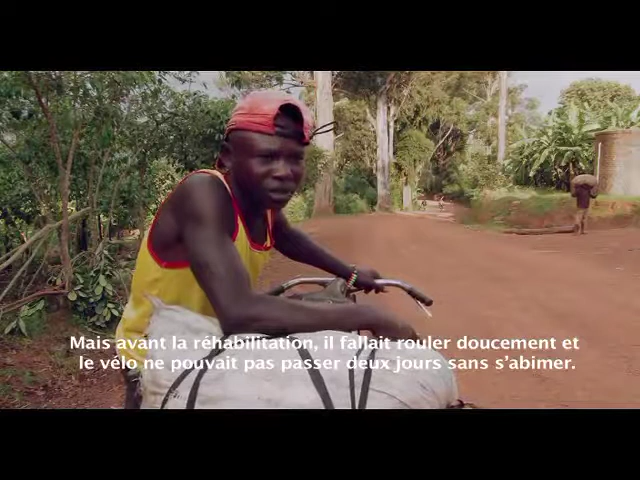 Mais avant la réhabilitation, il fallait rouler doucement et
le vélo ne pouvait pas passer deux jours sans s’abimer.